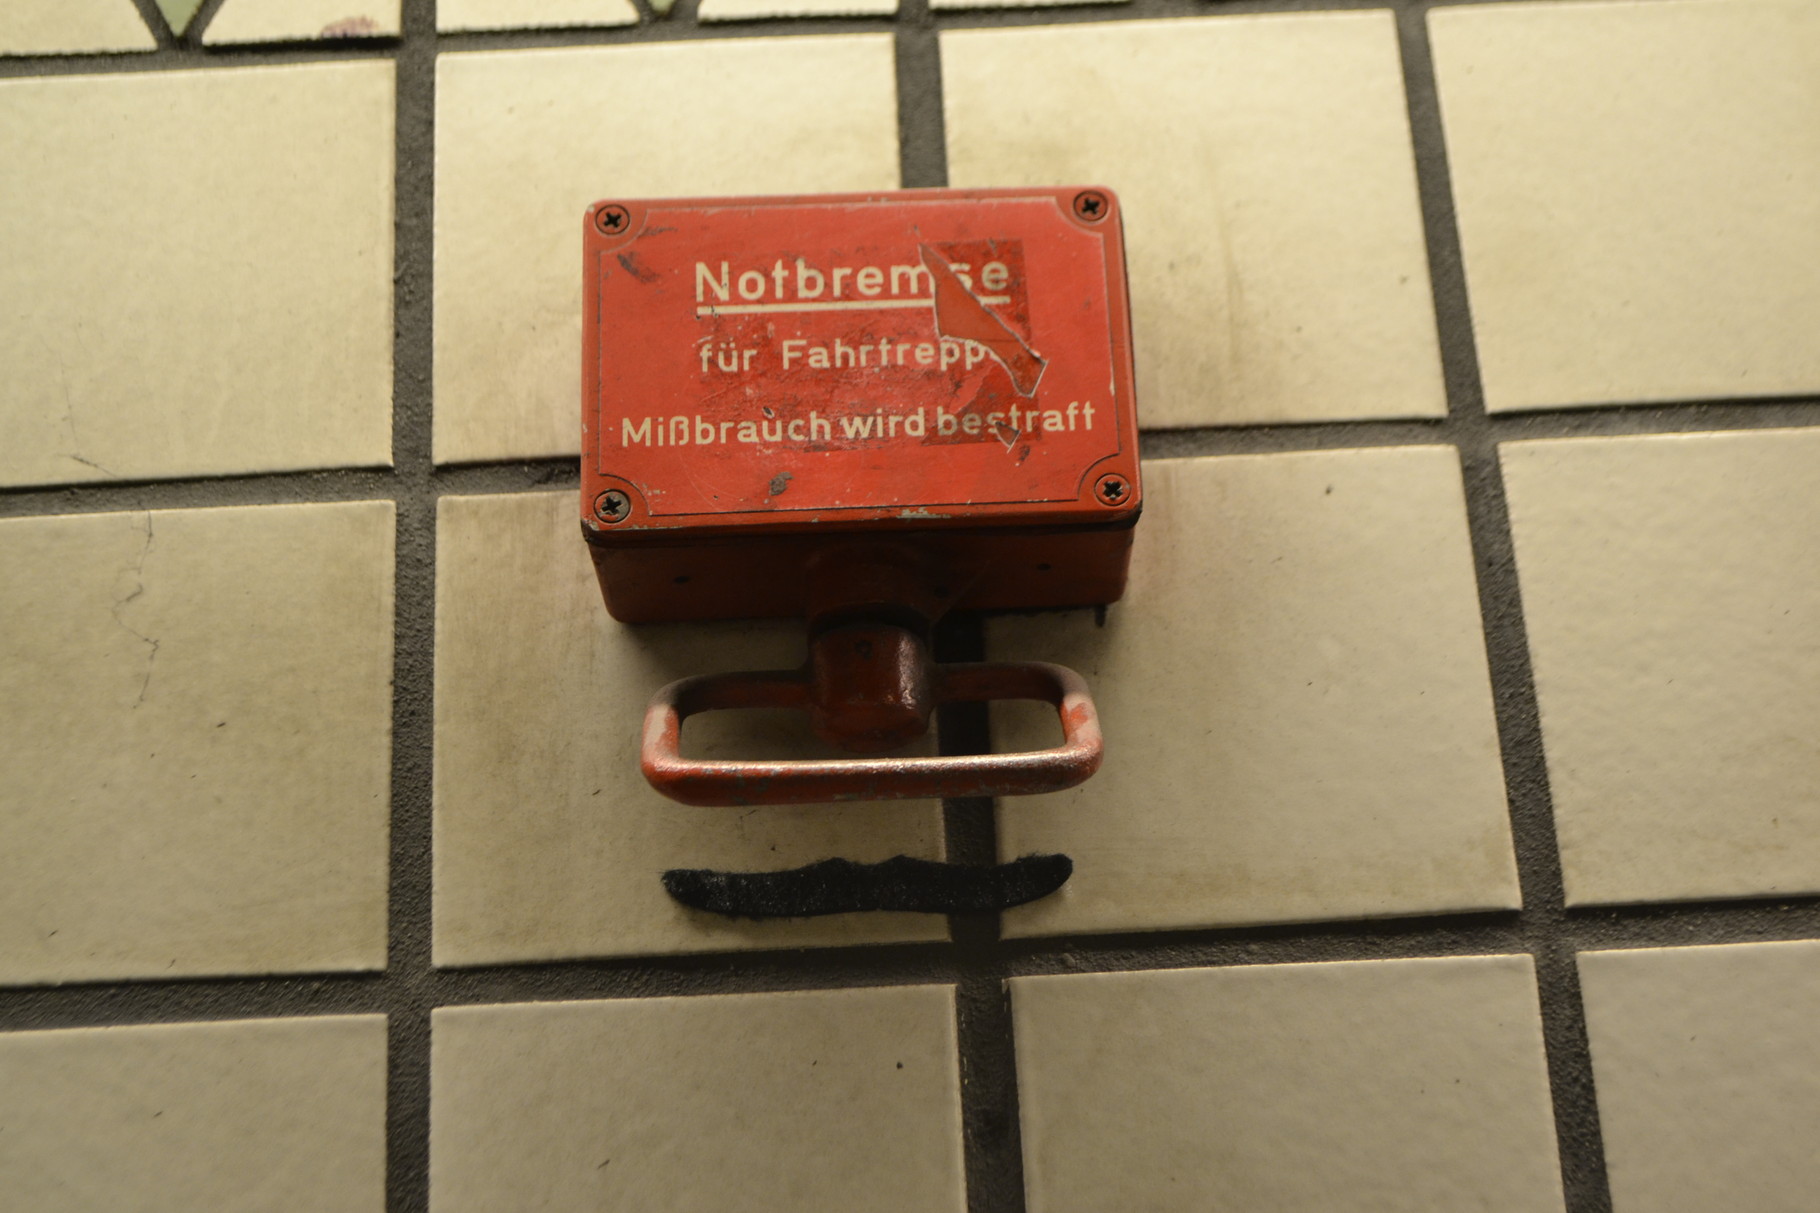 Notbremse
für Fahrtreppe
Mißbrauch wird bestraft